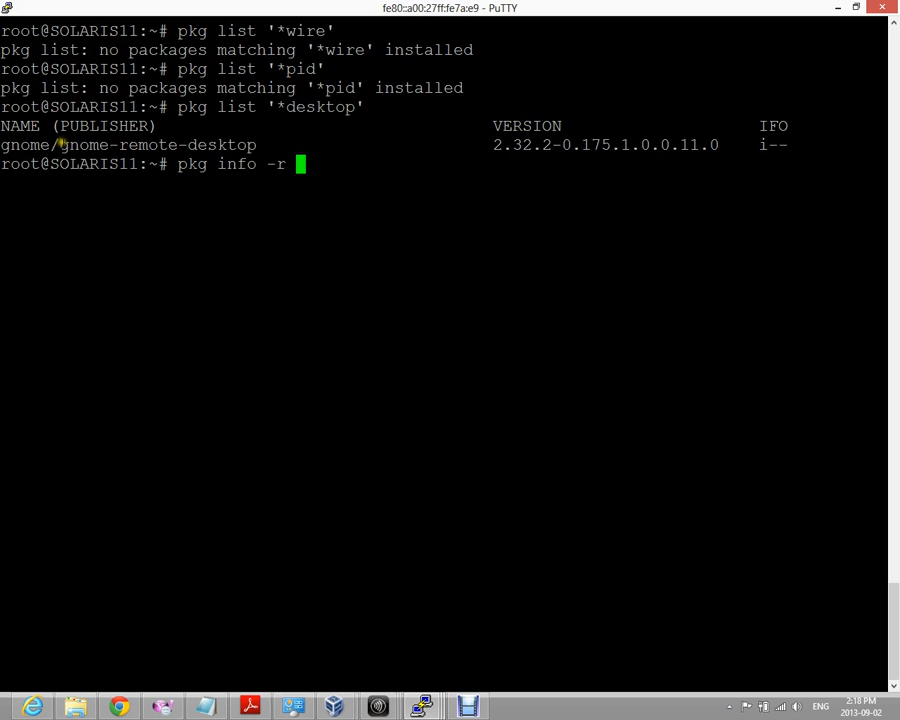 fe80::a00:27ff:fe7a:e9 - PuTTY
root@SOLARIS11:~# pkg list '*wire'
pkg list: no packages matching '*wire' installed
root@SOLARIS11:~# pkg list '*pid'
pkg list: no packages matching '*pid' installed
root@SOLARIS11:~# pkg list '*desktop'
NAME (PUBLISHER) VERSION IFO
gnome/gnome-remote-desktop 2.32.2-0.175.1.0.0.11.0 i--
root@SOLARIS11:~# pkg info -r
ENG
2:18 PM
2013-09-02